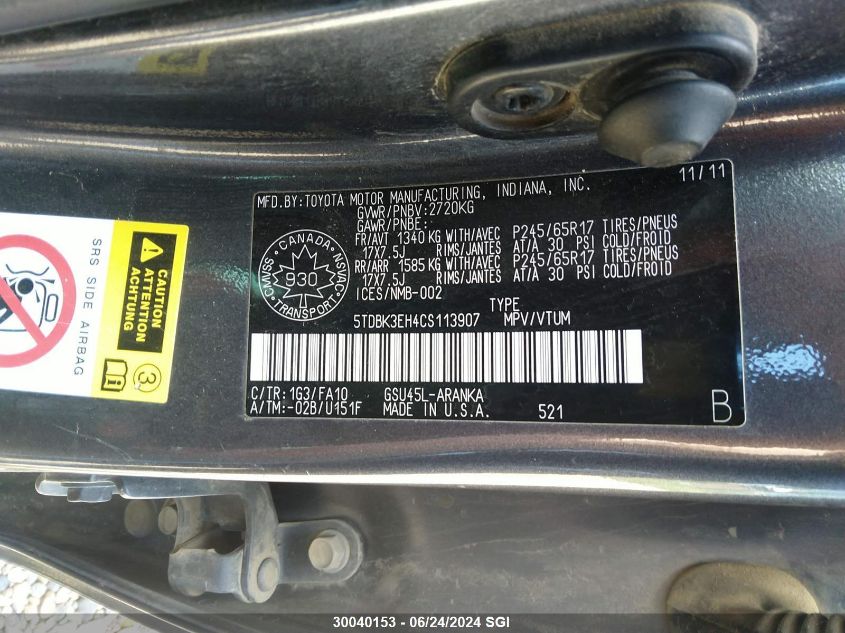 MFD.BY:TOYOTA MOTOR MANUFACTURING, INDIANA, INC. 11/11
GVWR/PNBV:2720KG
GAWR/PNBE:
FR/AVT 1340 KG WITH/AVEC P245/65R17 TIRES/PNEUS
17X7.5J RIMS/JANTES AT/A 30 PSI COLD/FROID
RR/ARR 1585 KG WITH/AVEC P245/65R17 TIRES/PNEUS
17X7.5J RIMS/JANTES AT/A 30 PSI COLD/FROID
ICES/NMB-002
TYPE
5TDBK3EH4CS113907 MPV/VTUM
C/TR: 1G3/FA10 GSU45L-ARANKA
A/TM:-02B/U151F MADE IN U.S.A. 521
B
CANADA
CMVSS NSVAC
930
TRANSPORT
SRS SIDE AIRBAG
CAUTION
ATTENTION
ACHTUNG
3
30040153 - 06/24/2024 SGI